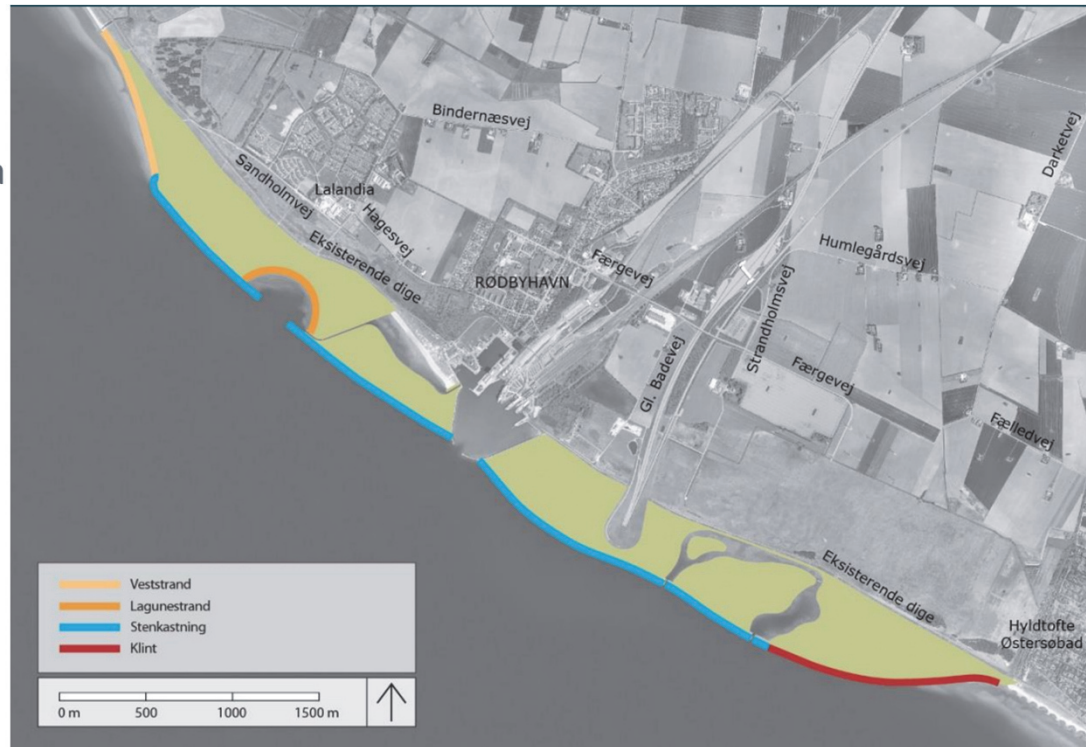 Bindernæsvej
Darketvej
Sandholmvej
Lalandia
Hagesvej
Eksisterende dige
RØDBYHAVN
Færgevej
Humlegårdsvej
Strandholmsvej
Gl. Badevej
Færgevej
Fælledvej
Eksisterende dige
Hyldtofte
Østersøbad
Veststrand
Lagunestrand
Stenkastning
Klint
0 m 500 1000 1500 m